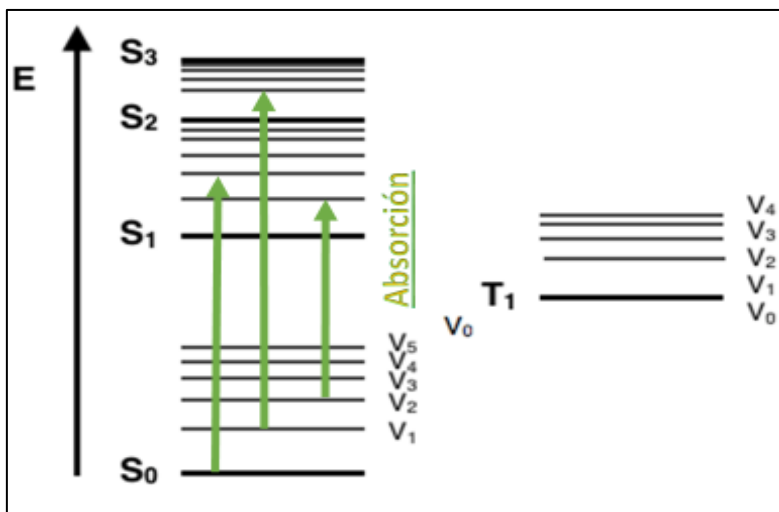 E
S₃
S₂
S₁
S₀
Absorción
V₅
V₄
V₃
V₂
V₁
V₀
T₁
V₄
V₃
V₂
V₁
V₀